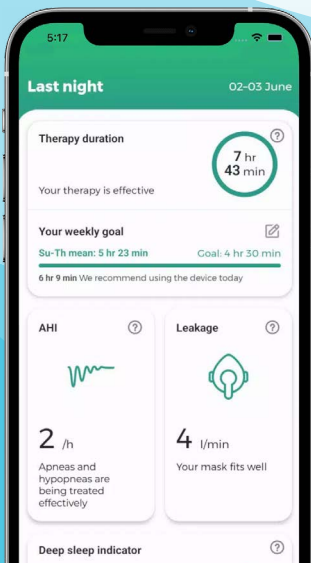 5:17
Last night
02-03 June
Therapy duration
7 hr
43 min
Your therapy is effective
Your weekly goal
Su-Th mean: 5 hr 23 min
Goal: 4 hr 30 min
6 hr 9 min We recommend using the device today
AHI
2 /h
Apneas and
hypopneas are
being treated
effectively
Leakage
4 l/min
Your mask fits well
Deep sleep indicator